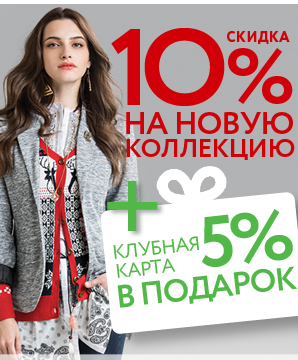 СКИДКА
10%
НА НОВУЮ
КОЛЛЕКЦИЮ
+
КЛУБНАЯ 5%
КАРТА
В ПОДАРОК